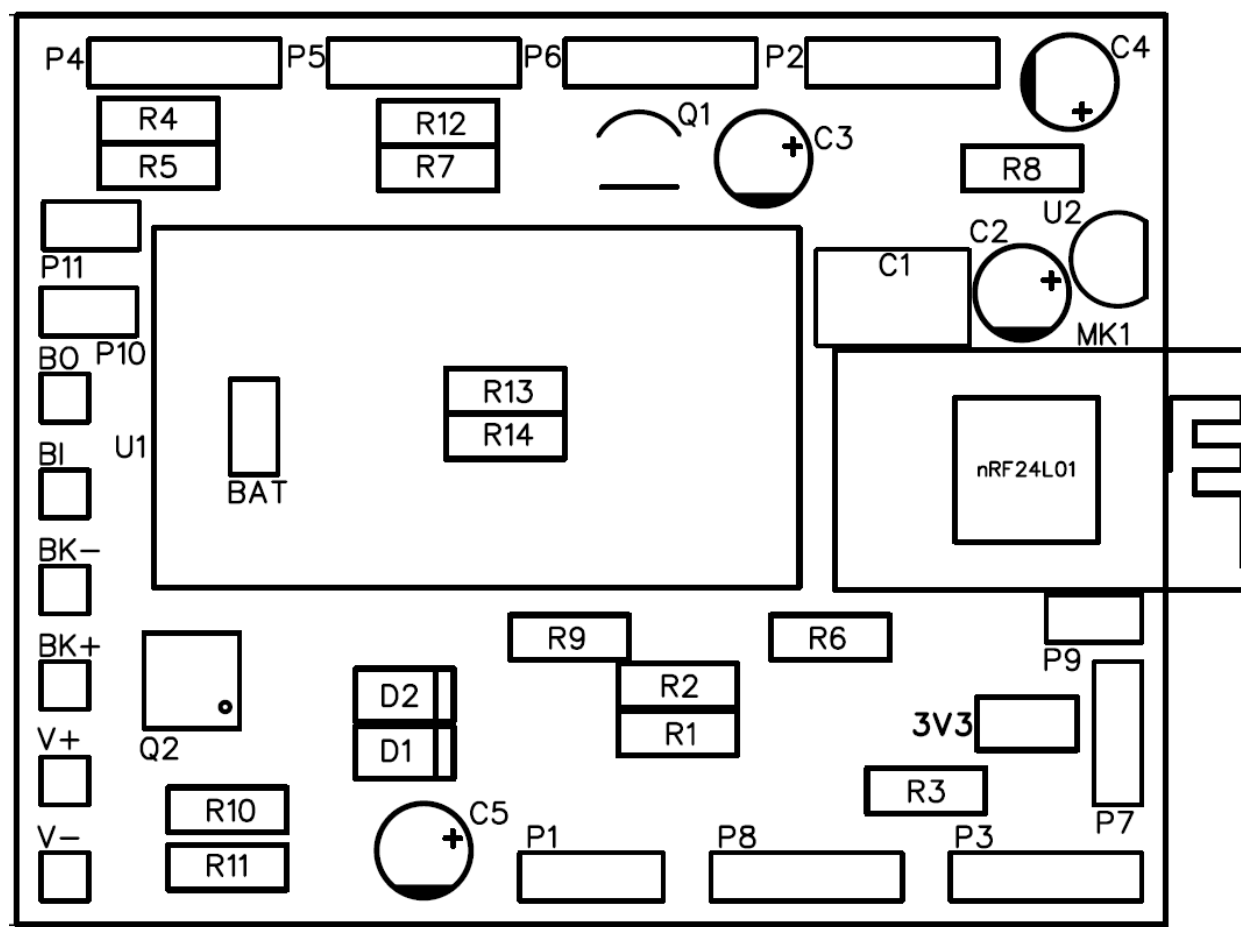 P4
P5
P6
P2
C4
R4
R12
Q1
C3
R5
R7
R8
U2
P11
C1
C2
P10
MK1
BO
R13
U1
R14
BI
BAT
nRF24L01
BK-
BK+
R9
R6
P9
D2
R2
3V3
Q2
D1
R1
V+
R10
R3
C5
P7
V-
R11
P1
P8
P3